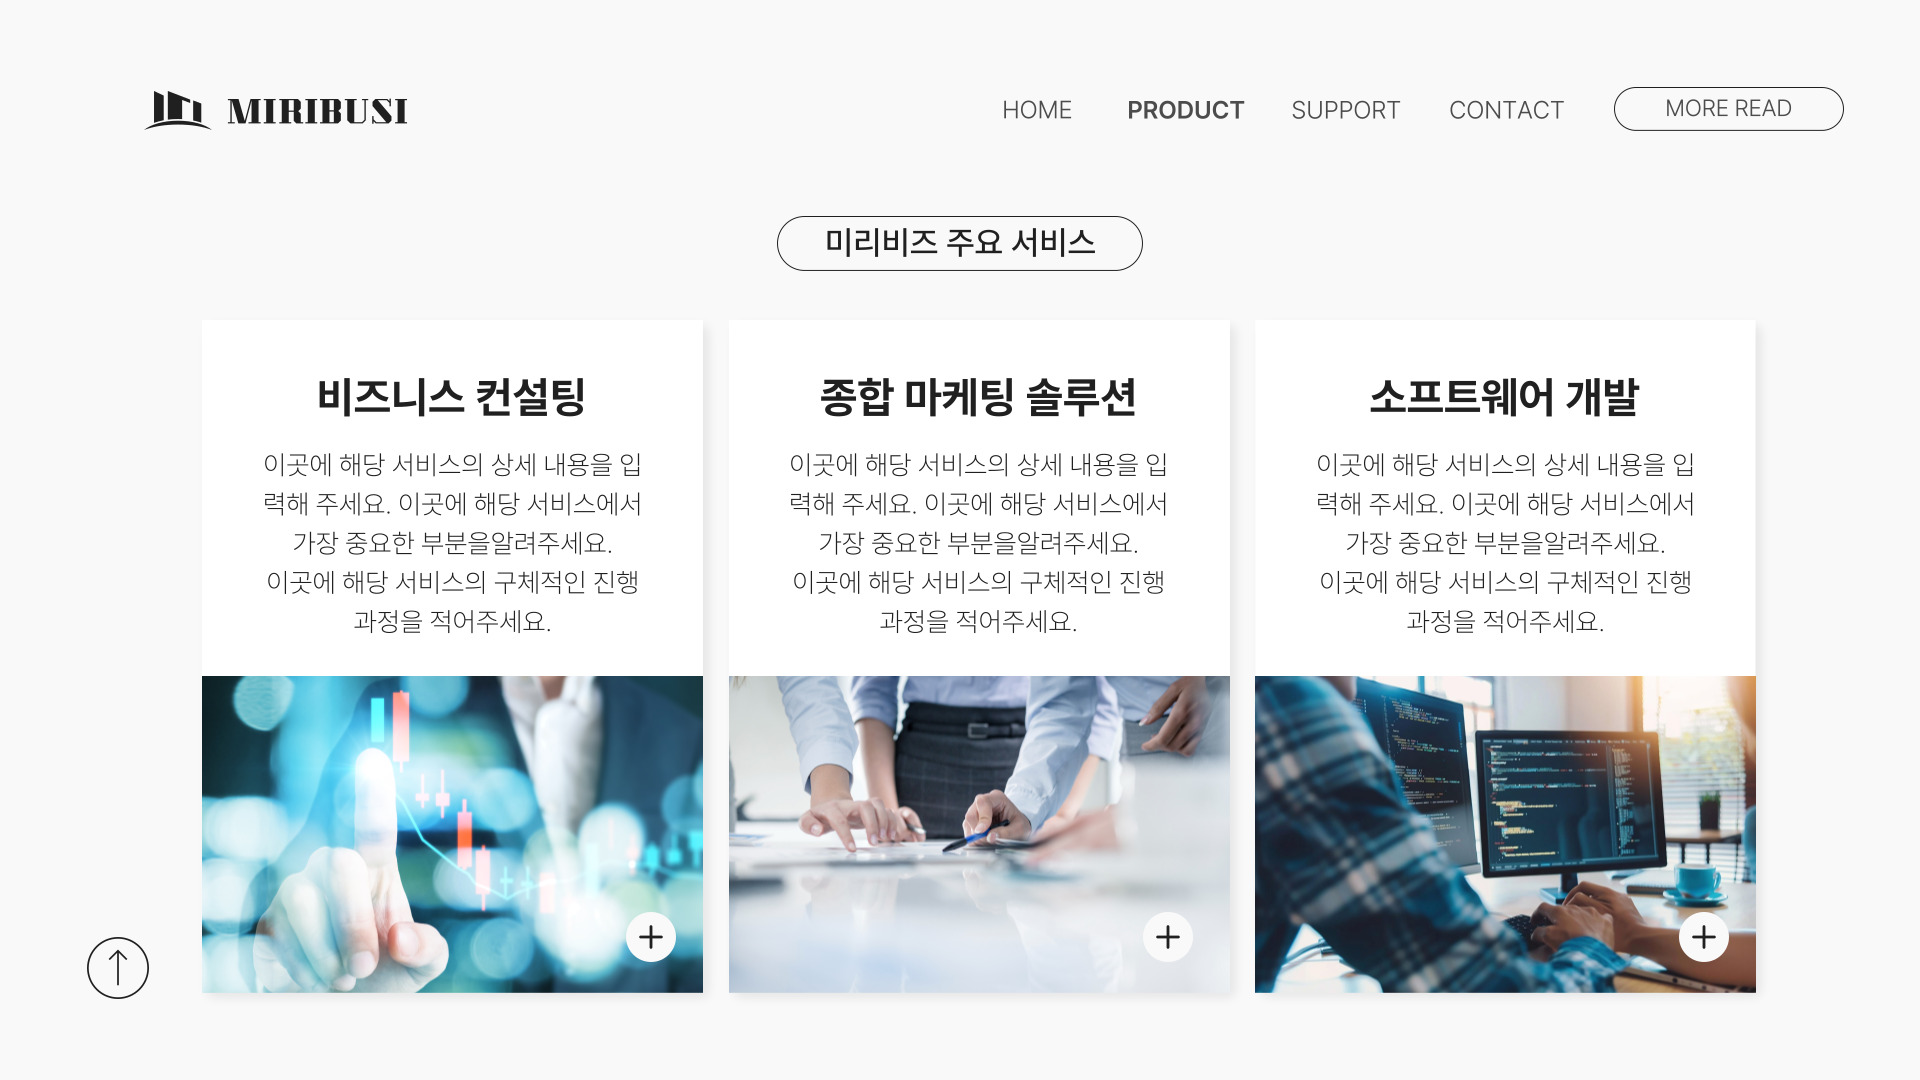 MIRIBUSI
HOME
PRODUCT
SUPPORT
CONTACT
MORE READ
미리비즈 주요 서비스
비즈니스 컨설팅
이곳에 해당 서비스의 상세 내용을 입
력해 주세요. 이곳에 해당 서비스에서
가장 중요한 부분을알려주세요.
이곳에 해당 서비스의 구체적인 진행
과정을 적어주세요.
종합 마케팅 솔루션
이곳에 해당 서비스의 상세 내용을 입
력해 주세요. 이곳에 해당 서비스에서
가장 중요한 부분을알려주세요.
이곳에 해당 서비스의 구체적인 진행
과정을 적어주세요.
소프트웨어 개발
이곳에 해당 서비스의 상세 내용을 입
력해 주세요. 이곳에 해당 서비스에서
가장 중요한 부분을알려주세요.
이곳에 해당 서비스의 구체적인 진행
과정을 적어주세요.